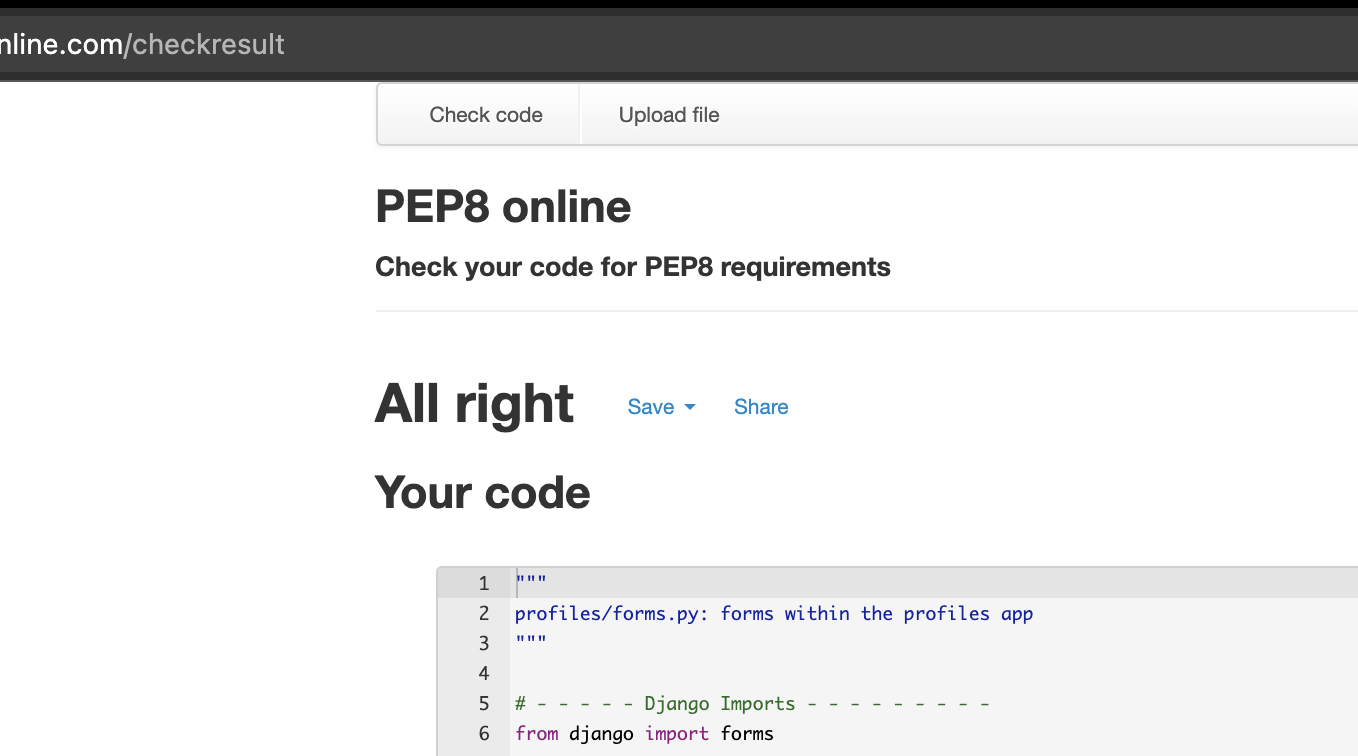 nline.com/checkresult
Check code Upload file
PEP8 online
Check your code for PEP8 requirements
All right Save Share
Your code
1 """
2 profiles/forms.py: forms within the profiles app
3 """
4
5 # - - - - - Django Imports - - - - - - - - -
6 from django import forms